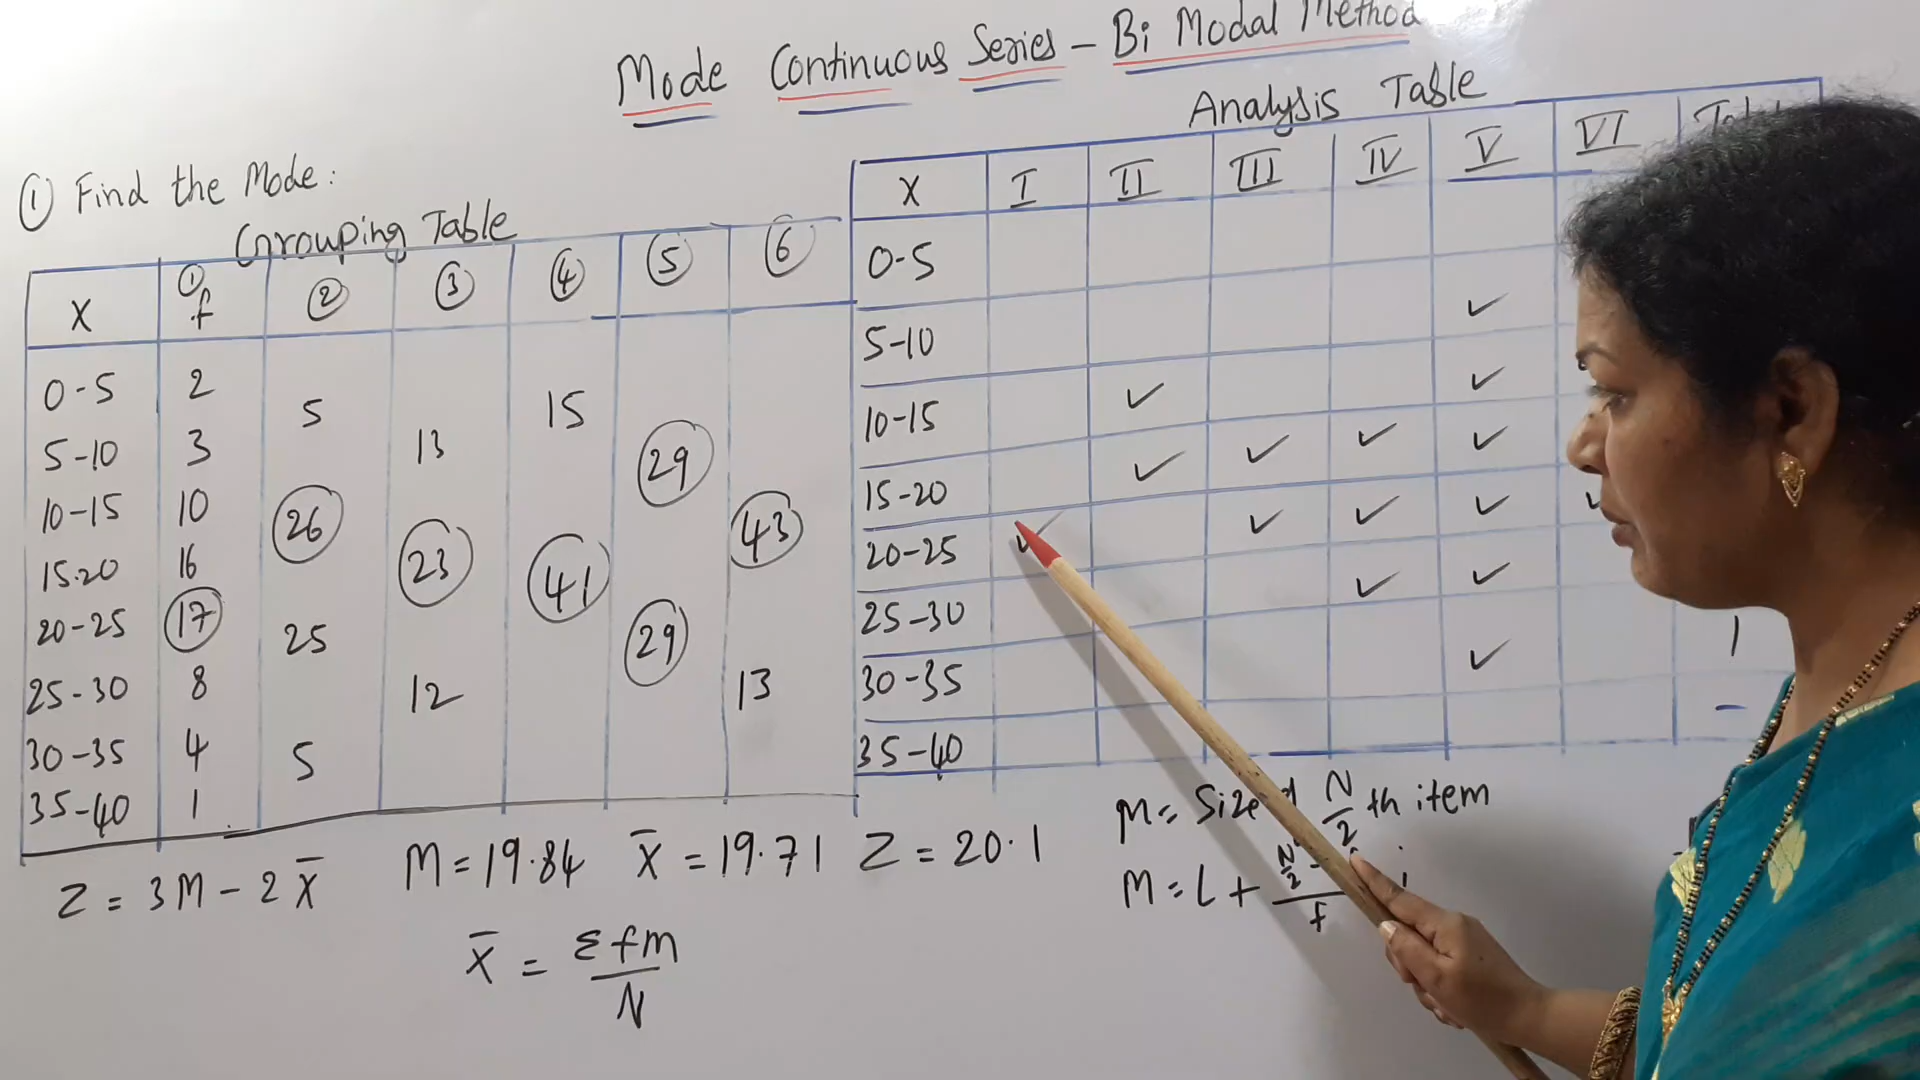 Mode Continuous Series - Bi Modal Method
① Find the Mode:
Grouping Table
X ① f ② ③ ④ ⑤ ⑥
0-5 2
5 15
5-10 3
13 29
10-15 10
26 43
15-20 16
23 41
20-25 17
25 29
25-30 8
12 13
30-35 4
5
35-40 1
Analysis Table
X I II III IV V VI
0-5
5-10 ✓
10-15 ✓ ✓
15-20 ✓ ✓ ✓ ✓
20-25 ✓ ✓ ✓ ✓
25-30 ✓ ✓ 1
30-35 ✓ -
35-40
Z = 3M - 2X̄ M = 19.84 X̄ = 19.71 Z = 20.1
X̄ = Σfm / N
M = Size N/2 th item
M = L + N/2 - / f i